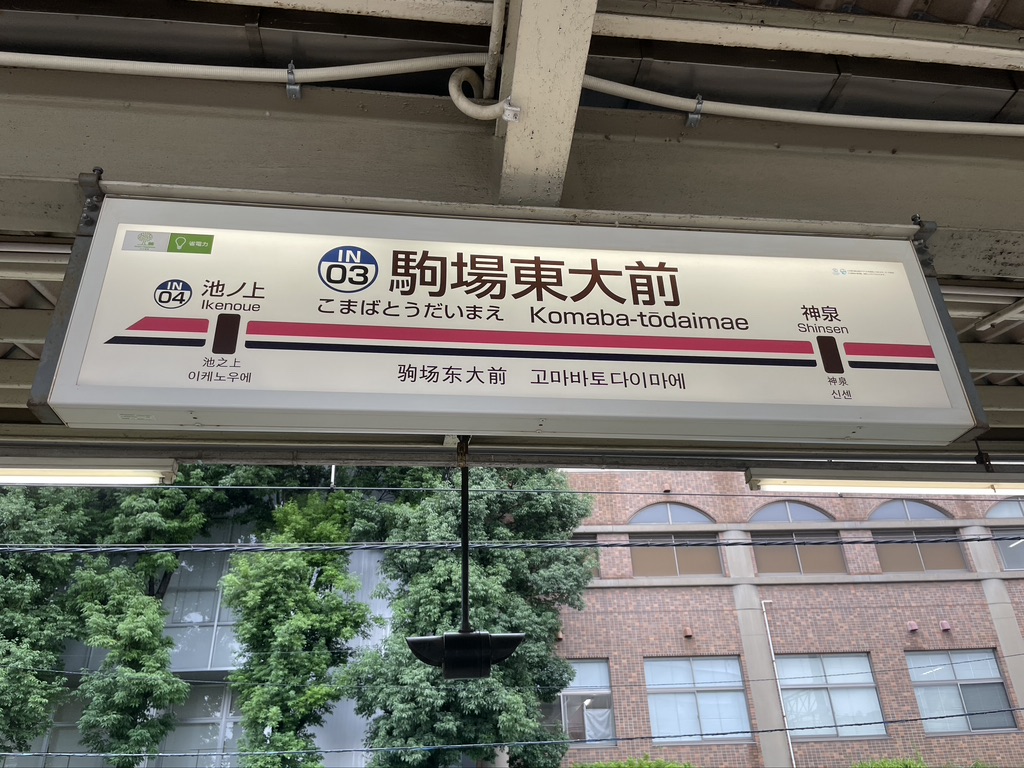 省電力
IN
03
駒場東大前
こまばとうだいまえ Komaba-tōdaimae
IN
04
池ノ上
Ikenoue
池之上
이케노우에
神泉
Shinsen
神泉
신센
驹场东大前 고마바토다이마에